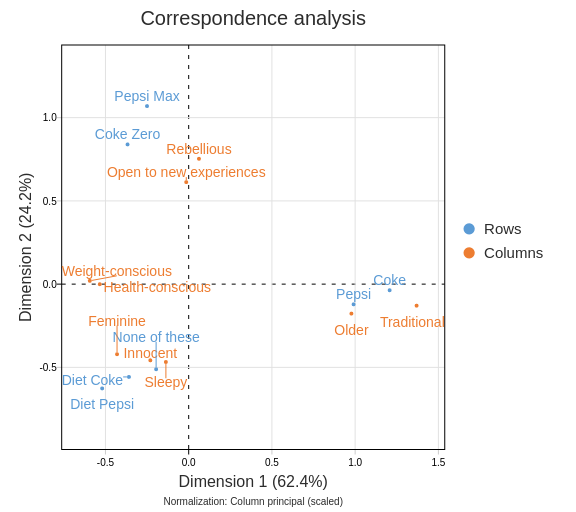 Correspondence analysis
Pepsi Max
1.0
Coke Zero
Rebellious
Open to new experiences
0.5
Dimension 2 (24.2%)
Rows
Columns
Weight-conscious
Coke
0.0
Health-conscious
Pepsi
Feminine
Traditional
Older
None of these
Innocent
-0.5
Diet Coke
Sleepy
Diet Pepsi
-0.5 0.0 0.5 1.0 1.5
Dimension 1 (62.4%)
Normalization: Column principal (scaled)